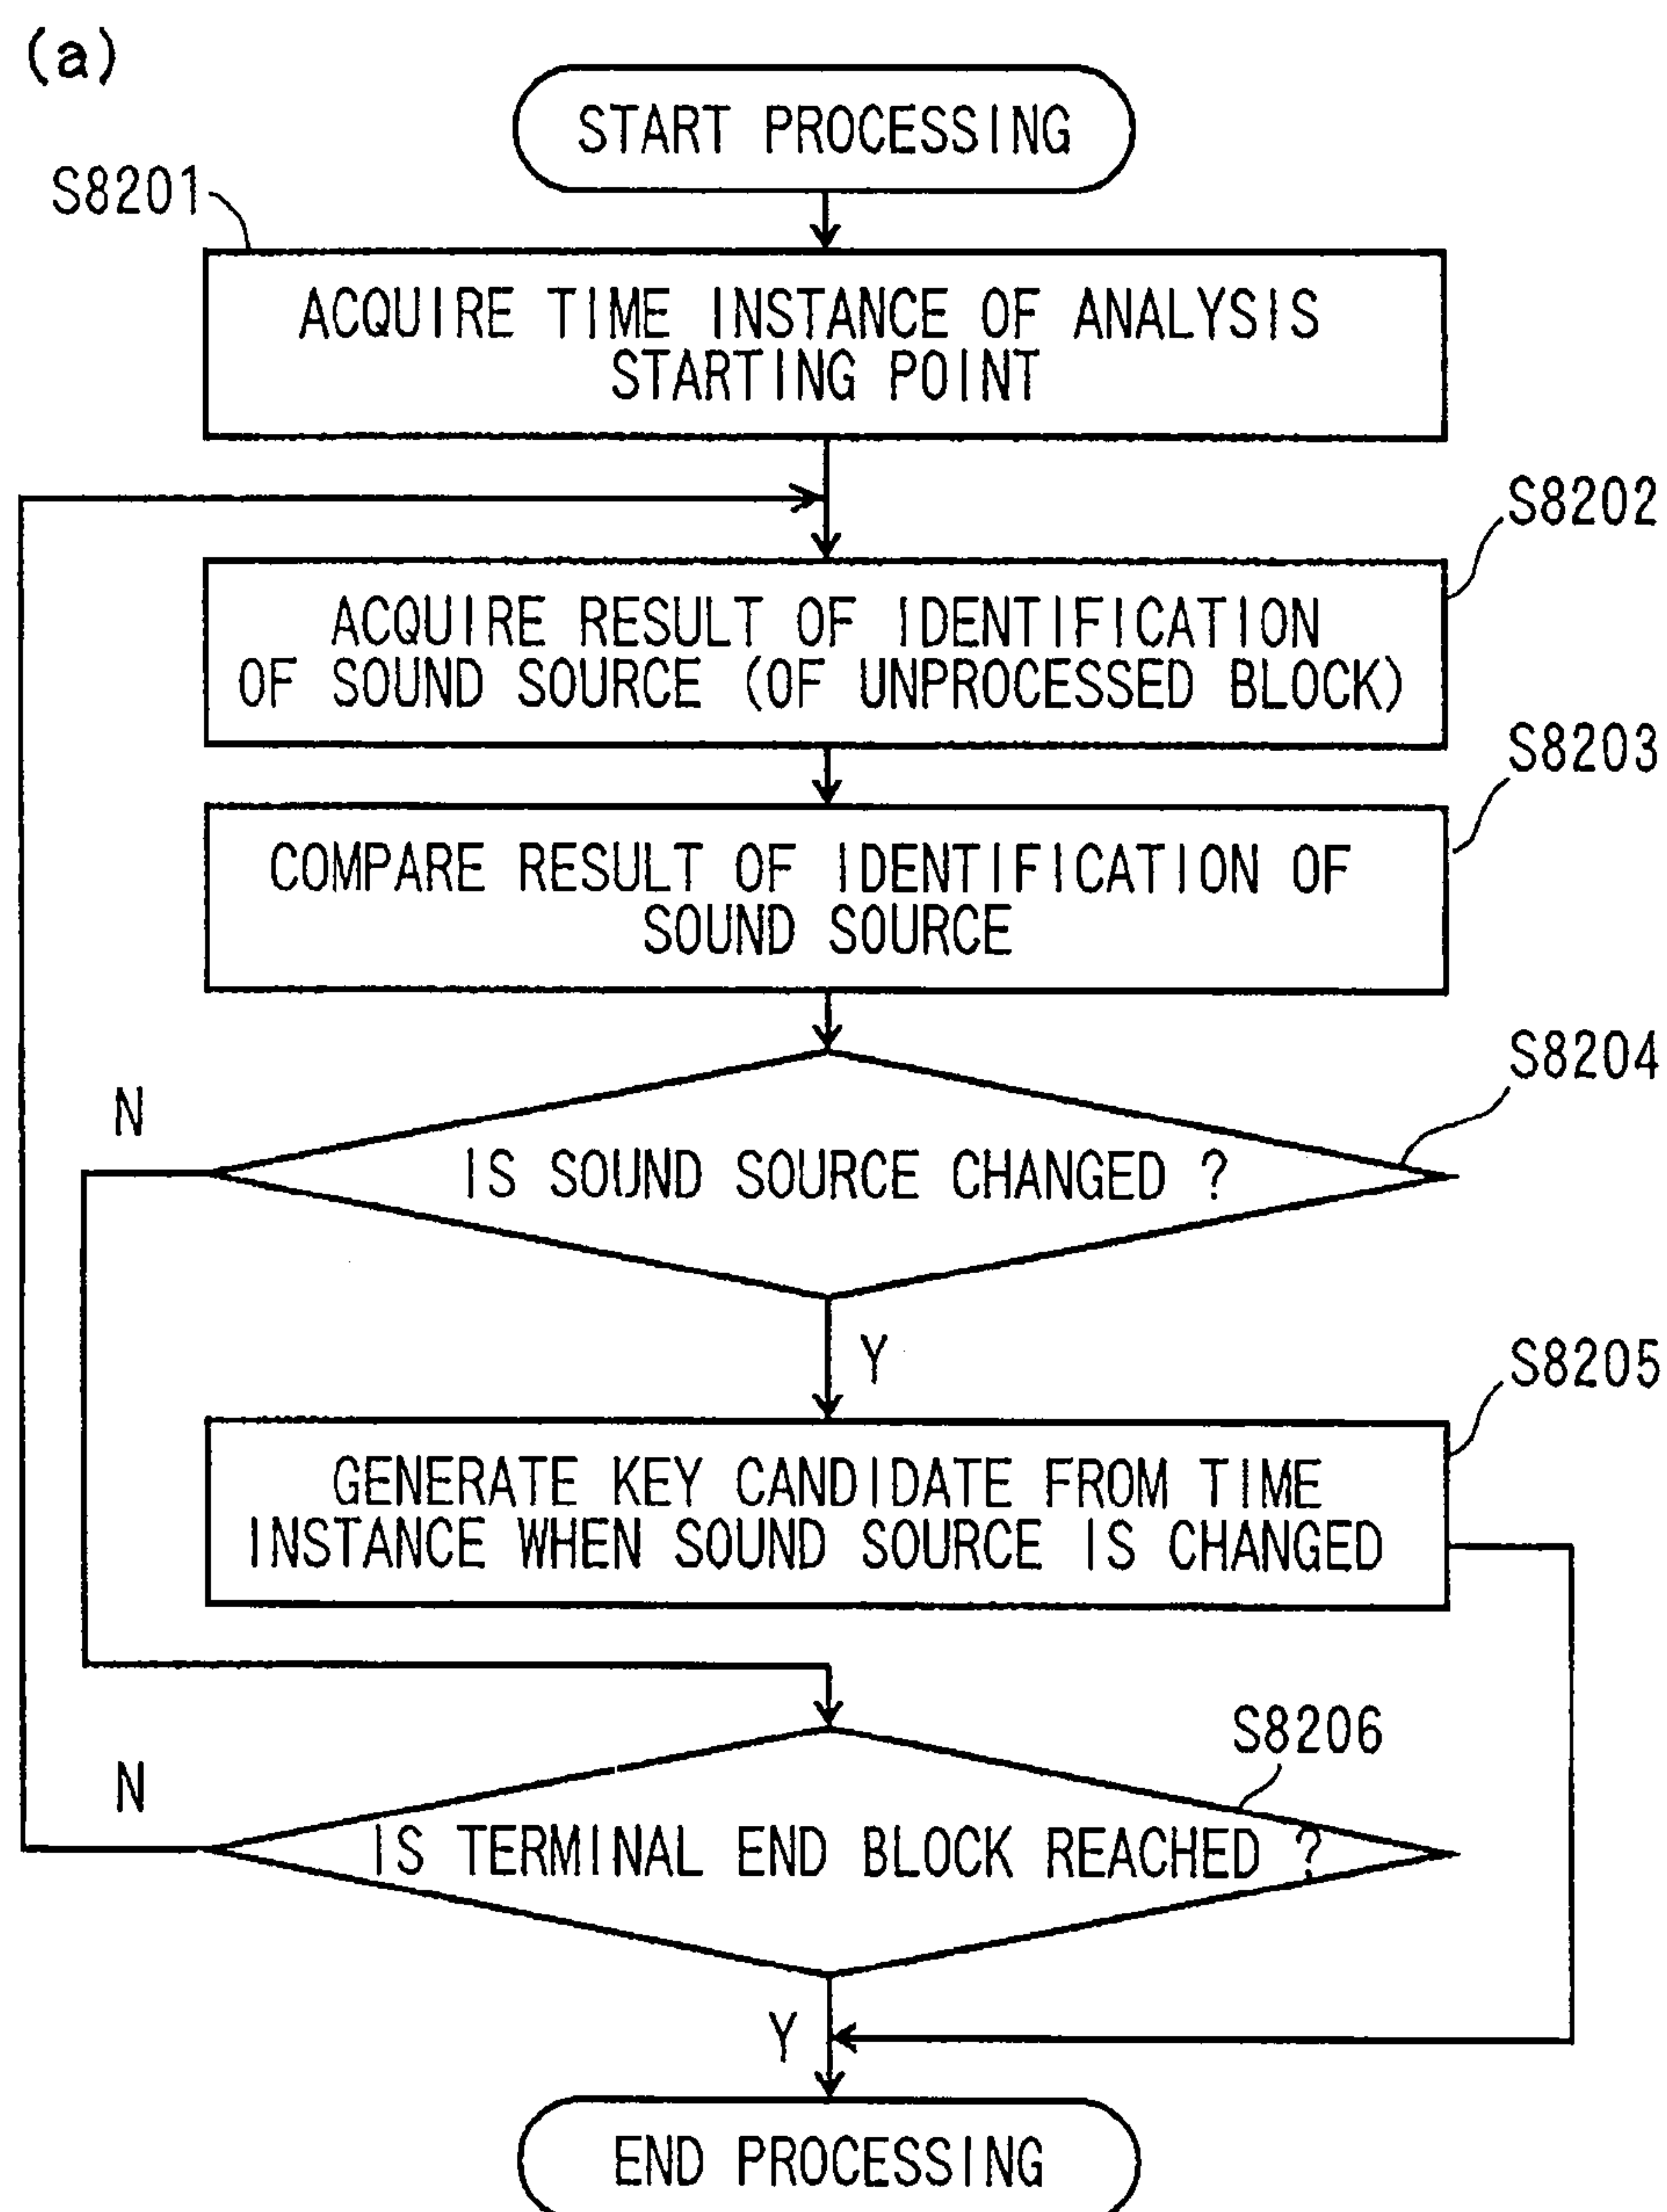 (a)
START PROCESSING
S8201
ACQUIRE TIME INSTANCE OF ANALYSIS
STARTING POINT
S8202
ACQUIRE RESULT OF IDENTIFICATION
OF SOUND SOURCE (OF UNPROCESSED BLOCK)
S8203
COMPARE RESULT OF IDENTIFICATION OF
SOUND SOURCE
S8204
N
IS SOUND SOURCE CHANGED ?
Y
S8205
GENERATE KEY CANDIDATE FROM TIME
INSTANCE WHEN SOUND SOURCE IS CHANGED
S8206
N
IS TERMINAL END BLOCK REACHED ?
Y
END PROCESSING